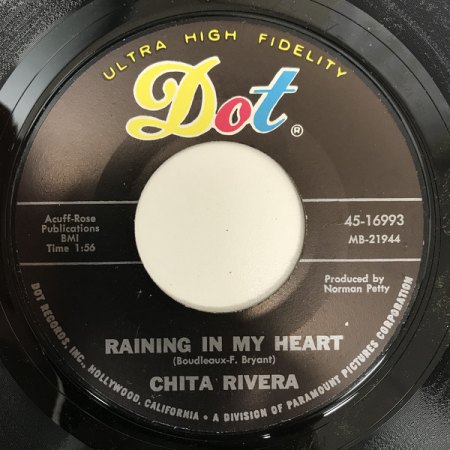 ULTRA HIGH FIDELITY
Dot®
Acuff-Rose
Publications
BMI
Time 1:56
45-16993
MB-21944
Produced by
Norman Petty
RAINING IN MY HEART
(Boudleaux-F. Bryant)
CHITA RIVERA
DOT RECORDS, INC., HOLLYWOOD, CALIFORNIA • A DIVISION OF PARAMOUNT PICTURES CORPORATION